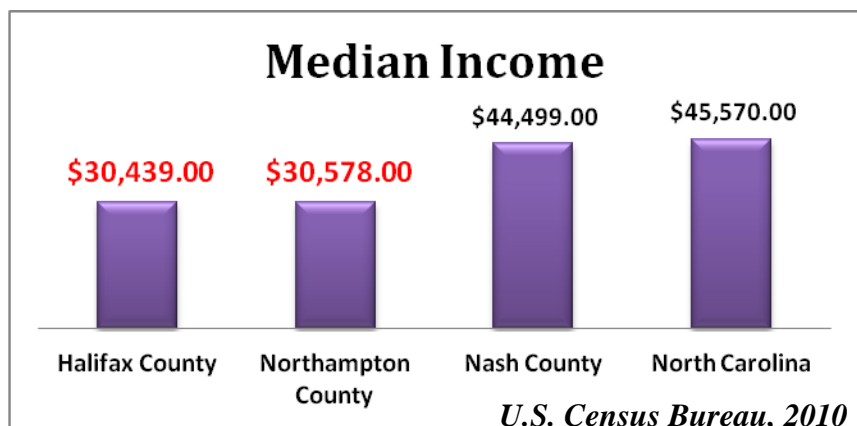 Median Income
$30,439.00
$30,578.00
$44,499.00
$45,570.00
Halifax County
Northampton
County
Nash County
North Carolina
U.S. Census Bureau, 2010